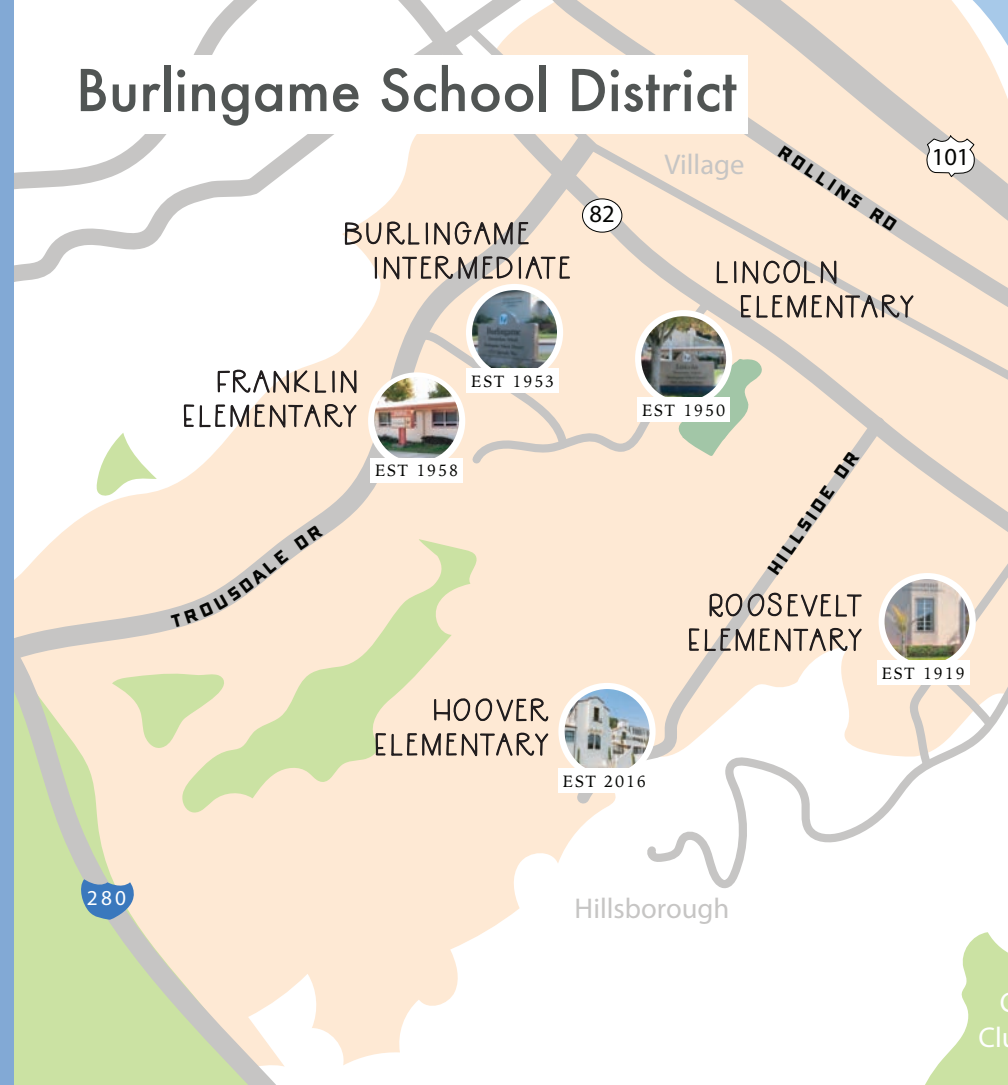 Burlingame School District
Village
ROLLINS RD
101
82
BURLINGAME
INTERMEDIATE
EST 1953
LINCOLN
ELEMENTARY
EST 1950
FRANKLIN
ELEMENTARY
EST 1958
TROUSDALE DR
HILLSIDE DR
ROOSEVELT
ELEMENTARY
EST 1919
HOOVER
ELEMENTARY
EST 2016
280
Hillsborough